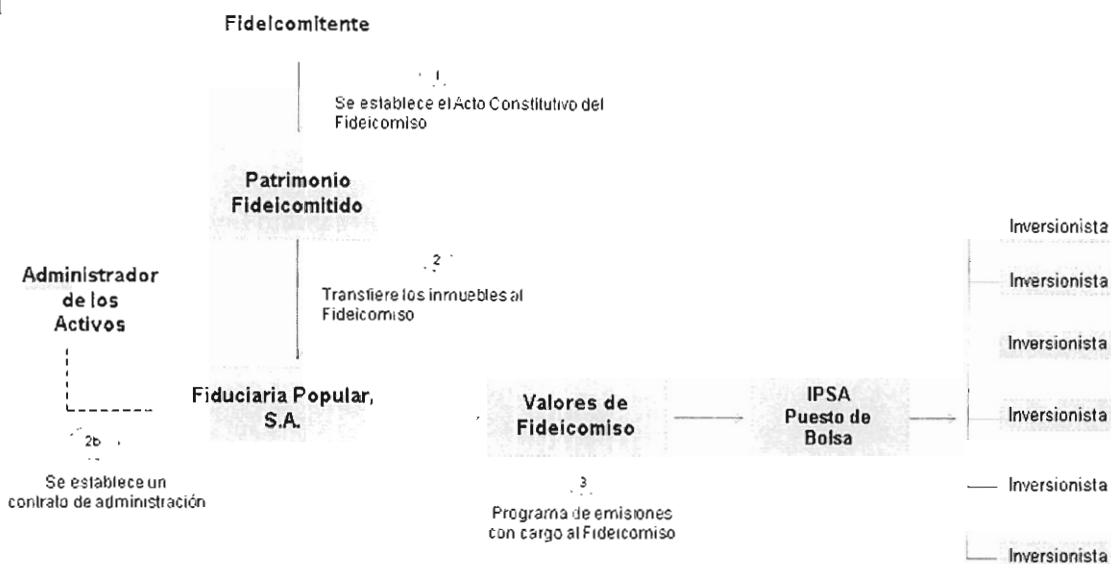 Fideicomitente
1
Se establece el Acto Constitutivo del
Fideicomiso
Patrimonio
Fideicomitido
2
Transfiere los inmuebles al
Fideicomiso
Administrador
de los
Activos
Fiduciaria Popular,
S.A.
2b
Se establece un
contrato de administración
Valores de
Fideicomiso
3
Programa de emisiones
con cargo al Fideicomiso
IPSA
Puesto de
Bolsa
Inversionista
Inversionista
Inversionista
Inversionista
Inversionista
Inversionista